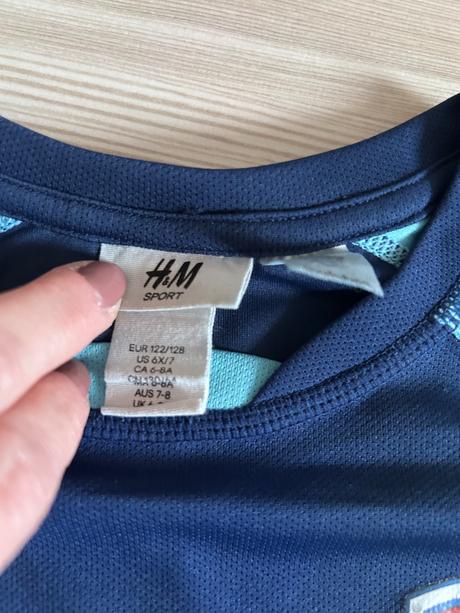 H&M
SPORT
EUR 122/128
US 6X/7
CA 6-8A
AUS 7-8